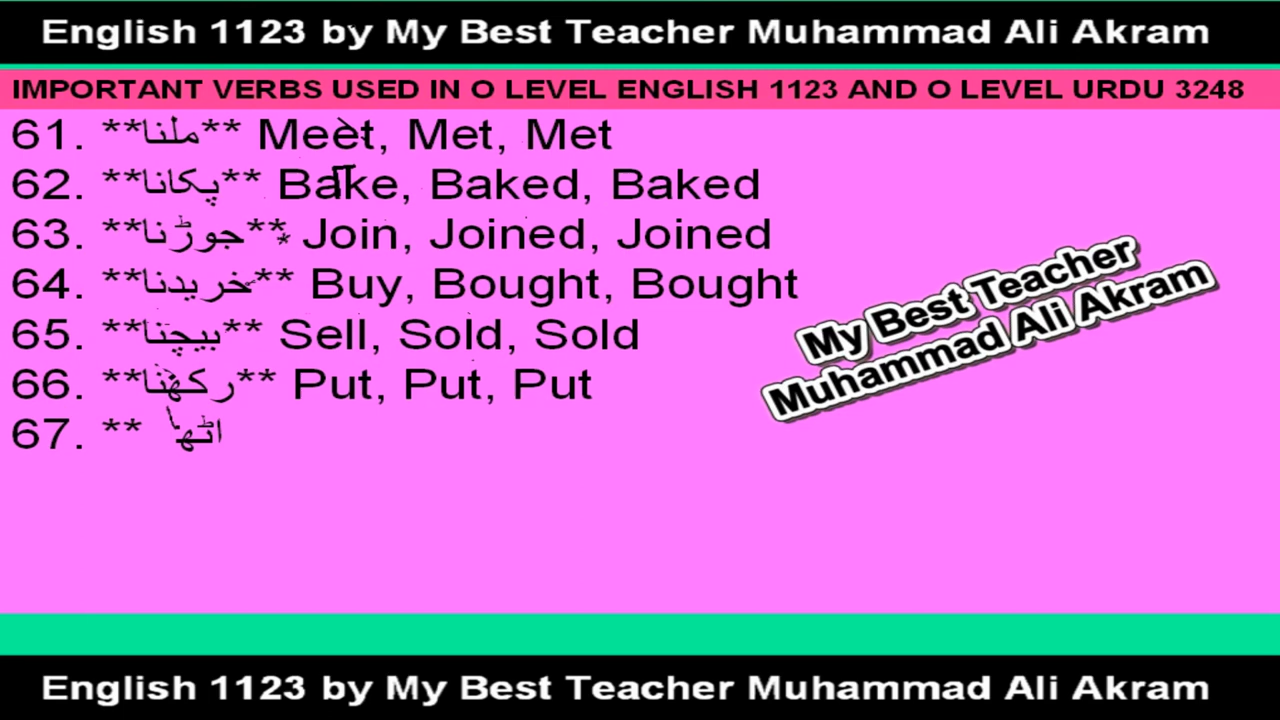 English 1123 by My Best Teacher Muhammad Ali Akram
IMPORTANT VERBS USED IN O LEVEL ENGLISH 1123 AND O LEVEL URDU 3248
61. **ملنا** Meet, Met, Met
62. **پکانا** Bake, Baked, Baked
63. **جوڑنا** Join, Joined, Joined
64. **خریدنا** Buy, Bought, Bought
65. **بیچنا** Sell, Sold, Sold
66. **رکھنا** Put, Put, Put
67. ** اٹھا
My Best Teacher
Muhammad Ali Akram
English 1123 by My Best Teacher Muhammad Ali Akram